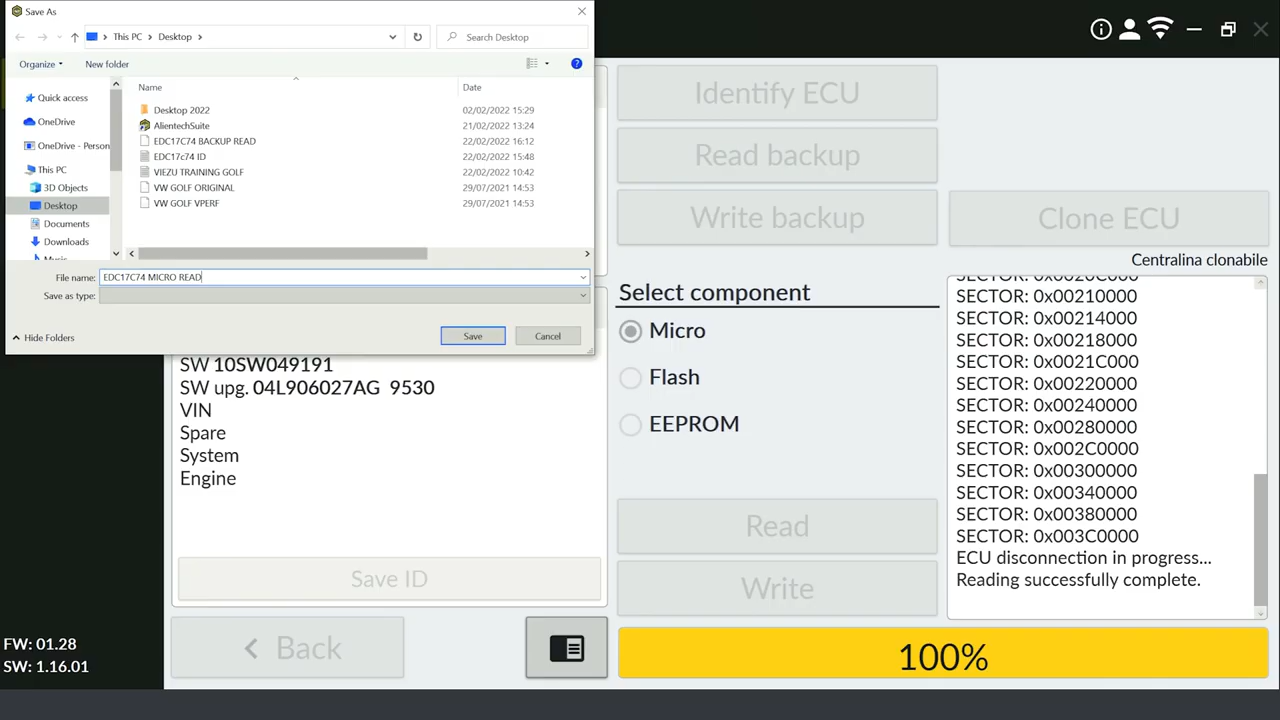 Save As
This PC > Desktop >
Search Desktop
Organize
New folder
Name
Date
Quick access
OneDrive
OneDrive - Person
This PC
3D Objects
Desktop
Documents
Downloads
Desktop 2022 02/02/2022 15:29
AlientechSuite 21/02/2022 13:24
EDC17C74 BACKUP READ 22/02/2022 16:12
EDC17c74 ID 22/02/2022 15:48
VIEZU TRAINING GOLF 22/02/2022 10:42
VW GOLF ORIGINAL 29/07/2021 14:53
VW GOLF VPERF 29/07/2021 14:53
File name: EDC17C74 MICRO READ
Save as type:
Hide Folders
Save
Cancel
SW 10SW049191
SW upg. 04L906027AG 9530
VIN
Spare
System
Engine
Save ID
Back
FW: 01.28
SW: 1.16.01
Identify ECU
Read backup
Write backup
Clone ECU
Centralina clonabile
Select component
Micro
Flash
EEPROM
Read
Write
SECTOR: 0x0020C000
SECTOR: 0x00210000
SECTOR: 0x00214000
SECTOR: 0x00218000
SECTOR: 0x0021C000
SECTOR: 0x00220000
SECTOR: 0x00240000
SECTOR: 0x00280000
SECTOR: 0x002C0000
SECTOR: 0x00300000
SECTOR: 0x00340000
SECTOR: 0x00380000
SECTOR: 0x003C0000
ECU disconnection in progress...
Reading successfully complete.
100%